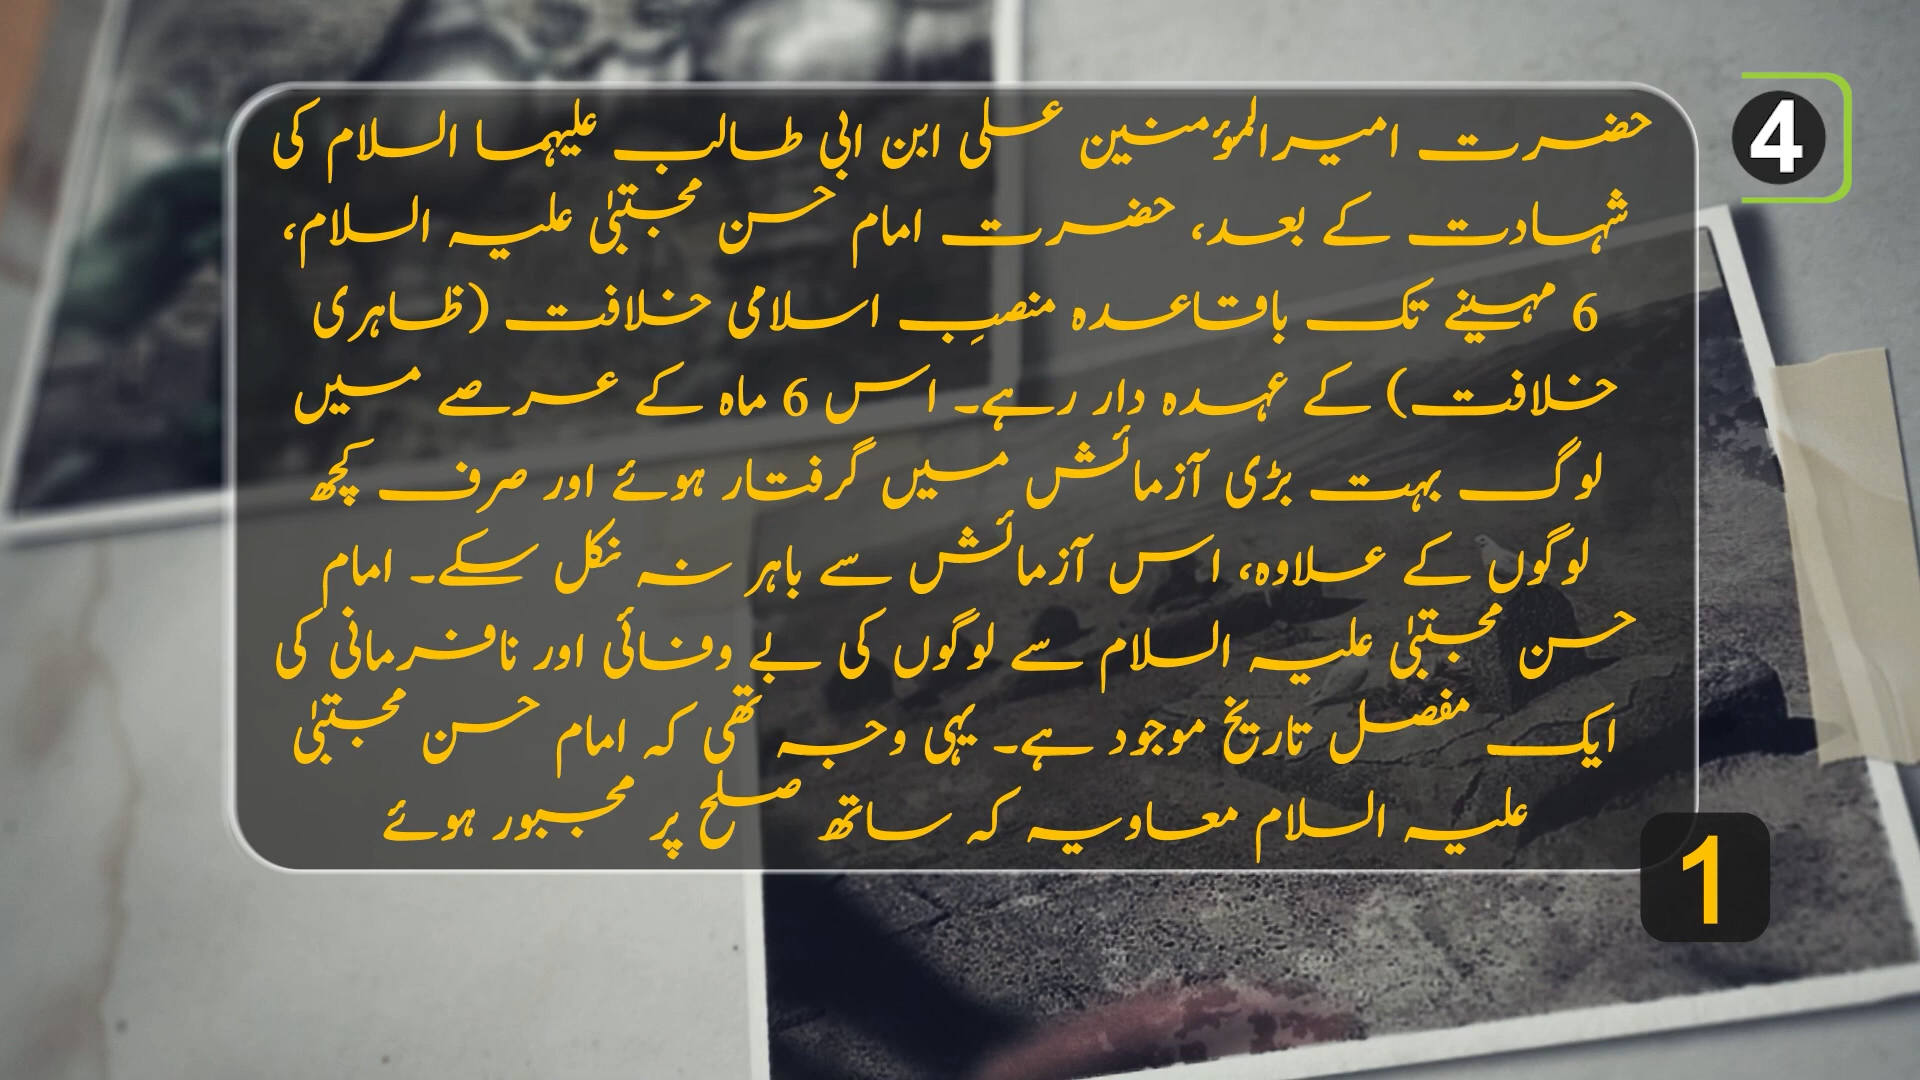 4
حضرت امیرالمؤمنین علی ابن ابی طالب علیہما السلام کی
شہادت کے بعد، حضرت امام حسن مجتبیٰ علیہ السلام،
6 مہینے تک باقاعدہ منصبِ اسلامی خلافت (ظاہری
خلافت) کے عہدہ دار رہے۔ اس 6 ماہ کے عرصے میں
لوگ بہت بڑی آزمائش میں گرفتار ہوئے اور صرف کچھ
لوگوں کے علاوہ، اس آزمائش سے باہر نہ نکل سکے۔ امام
حسن مجتبیٰ علیہ السلام سے لوگوں کی بے وفائی اور نافرمانی کی
ایک مفصل تاریخ موجود ہے۔ یہی وجہ تھی کہ امام حسن مجتبیٰ
علیہ السلام معاویہ کہ ساتھ صلح پر مجبور ہوئے
1